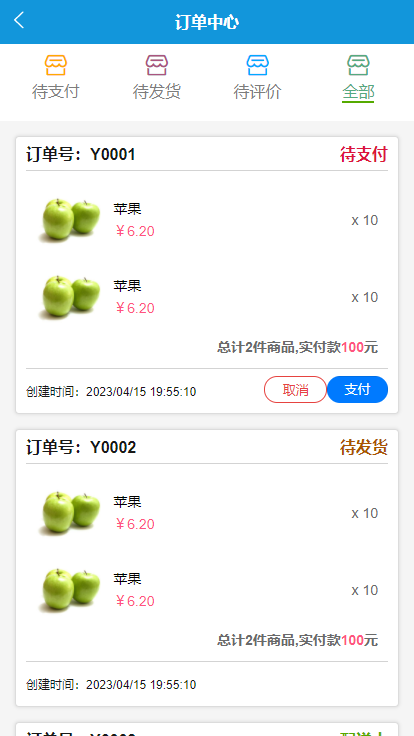 订单中心
待支付 待发货 待评价 全部
订单号：Y0001 待支付
苹果
￥6.20 x 10
苹果
￥6.20 x 10
总计2件商品,实付款100元
创建时间：2023/04/15 19:55:10 取消 支付
订单号：Y0002 待发货
苹果
￥6.20 x 10
苹果
￥6.20 x 10
总计2件商品,实付款100元
创建时间：2023/04/15 19:55:10